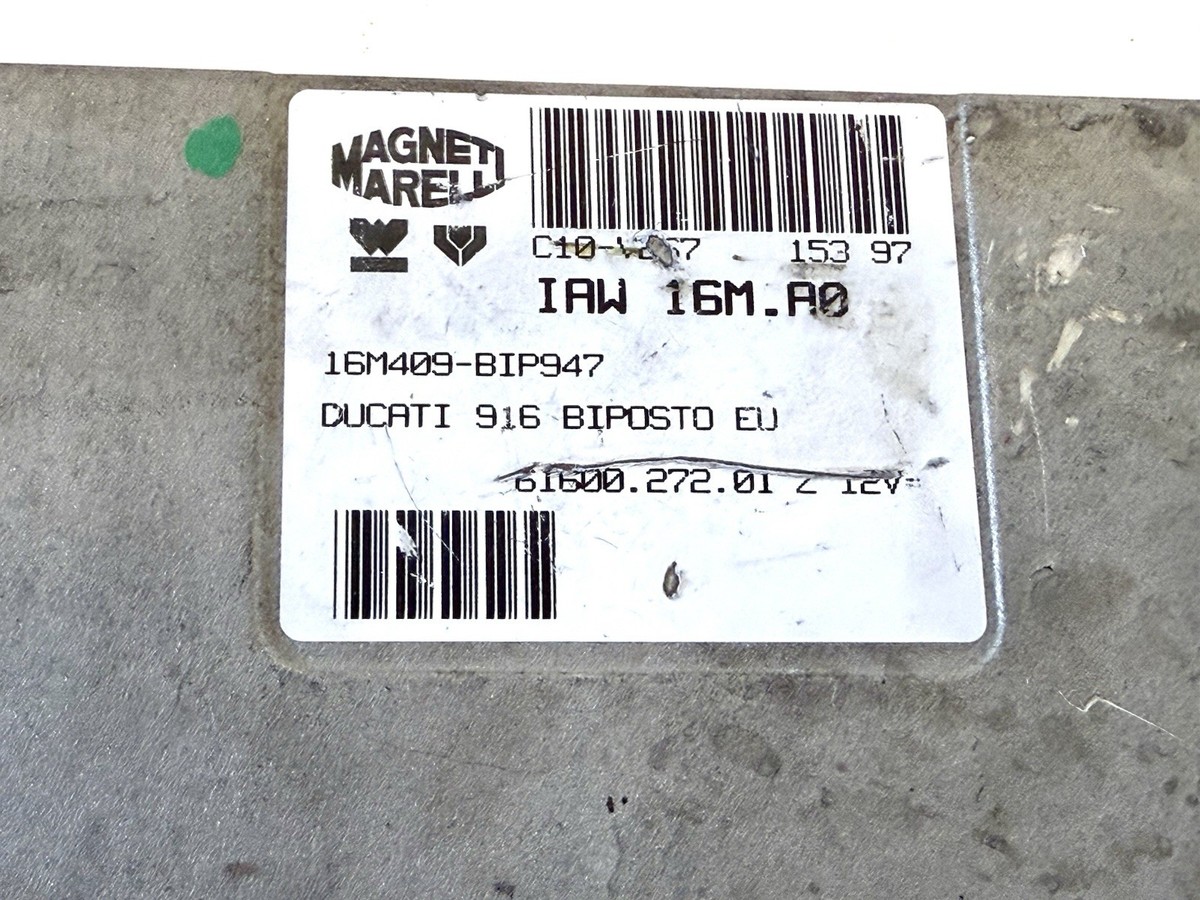 MAGNETI
MARELLI
153 97
IAW 16M.A0
16M409-BIP947
DUCATI 916 BIPOSTO EU
61600.272.01 12V=